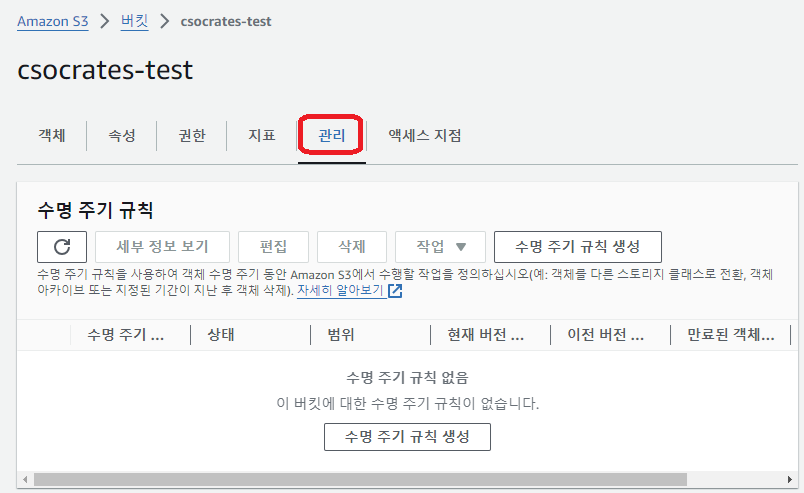 Amazon S3 > 버킷 > csocrates-test
csocrates-test
객체 속성 권한 지표 관리 액세스 지점
수명 주기 규칙
세부 정보 보기 편집 삭제 작업 ▼ 수명 주기 규칙 생성
수명 주기 규칙을 사용하여 객체 수명 주기 동안 Amazon S3에서 수행할 작업을 정의하십시오(예: 객체를 다른 스토리지 클래스로 전환, 객체
아카이브 또는 지정된 기간이 지난 후 객체 삭제). 자세히 알아보기
수명 주기 ... 상태 범위 현재 버전 ... 이전 버전 ... 만료된 객체...
수명 주기 규칙 없음
이 버킷에 대한 수명 주기 규칙이 없습니다.
수명 주기 규칙 생성